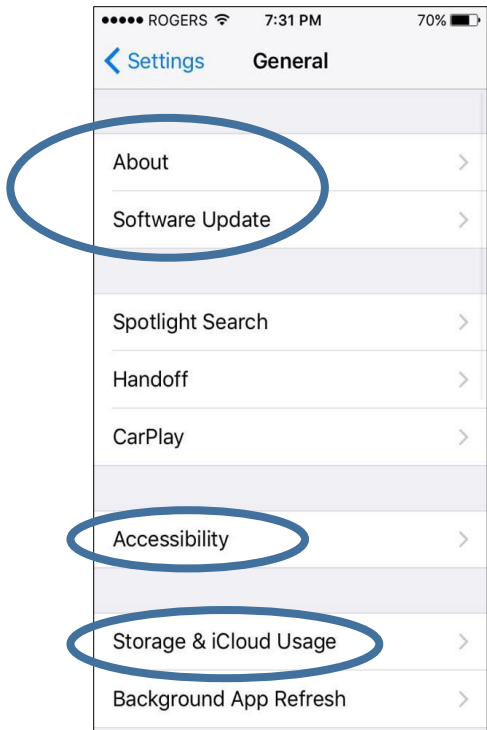 ROGERS 7:31 PM 70%
Settings General
About
Software Update
Spotlight Search
Handoff
CarPlay
Accessibility
Storage & iCloud Usage
Background App Refresh